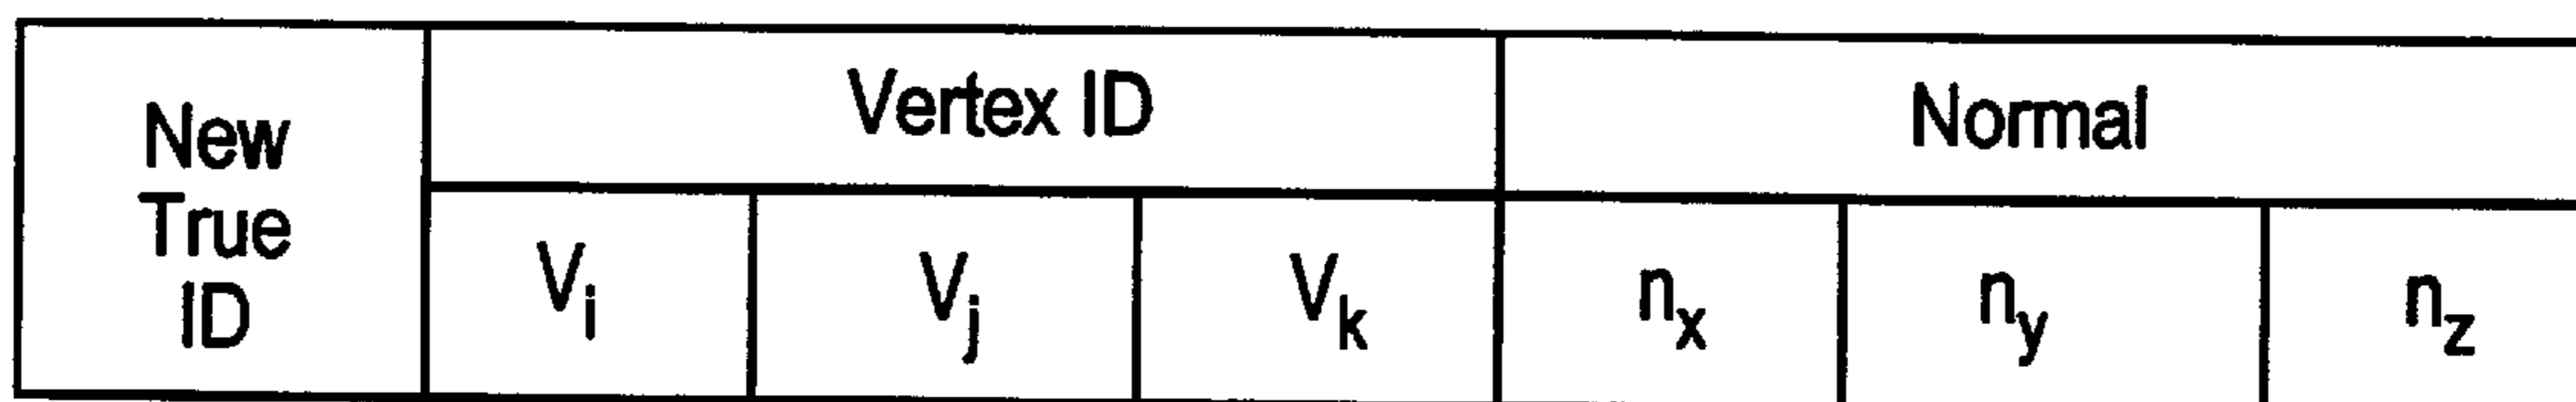 New
True
ID
Vertex ID
Normal
Vi
Vj
Vk
nx
ny
nz